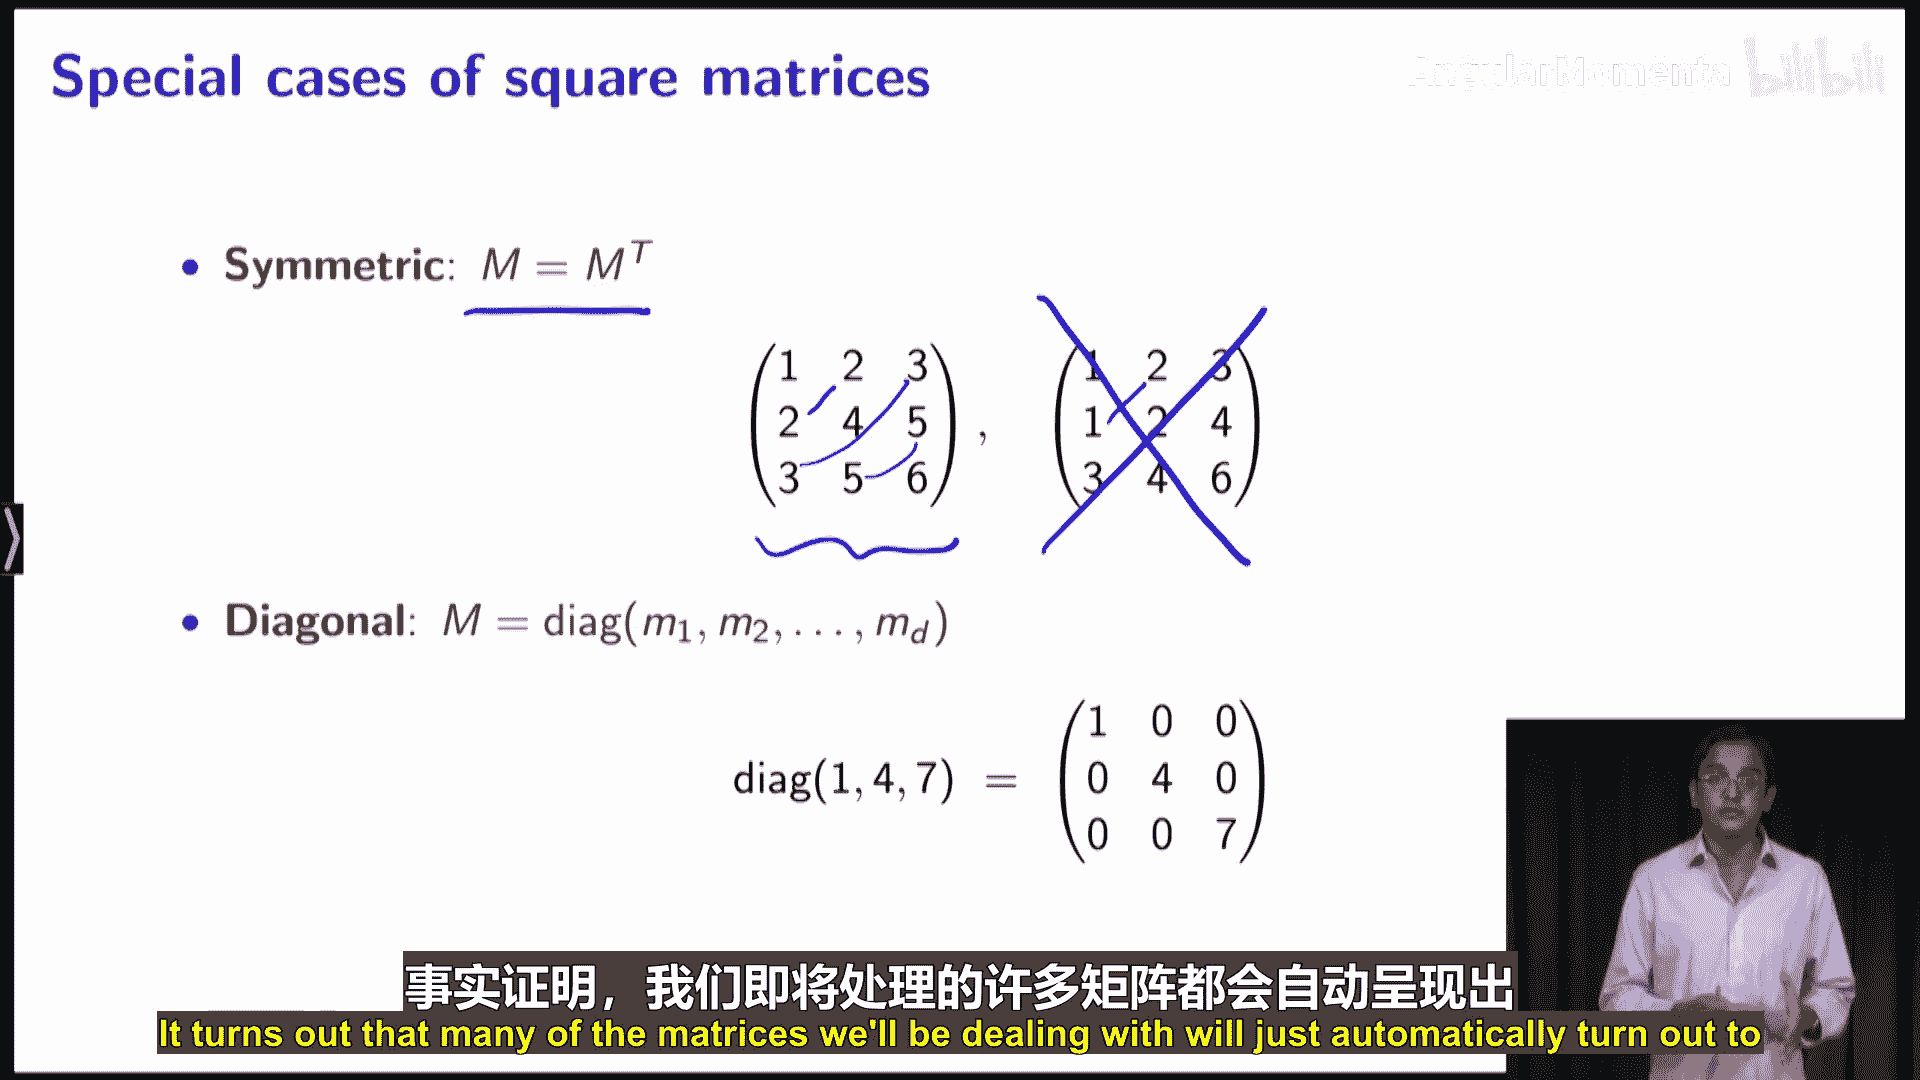 Special cases of square matrices
AngularMomenta bilibili
• Symmetric: M = Mᵀ
1 2 3
2 4 5
3 5 6
,
1 2 3
1 2 4
3 4 6
• Diagonal: M = diag(m₁, m₂, . . . , m_d)
diag(1, 4, 7) =
1 0 0
0 4 0
0 0 7
事实证明，我们即将处理的许多矩阵都会自动呈现出
It turns out that many of the matrices we'll be dealing with will just automatically turn out to